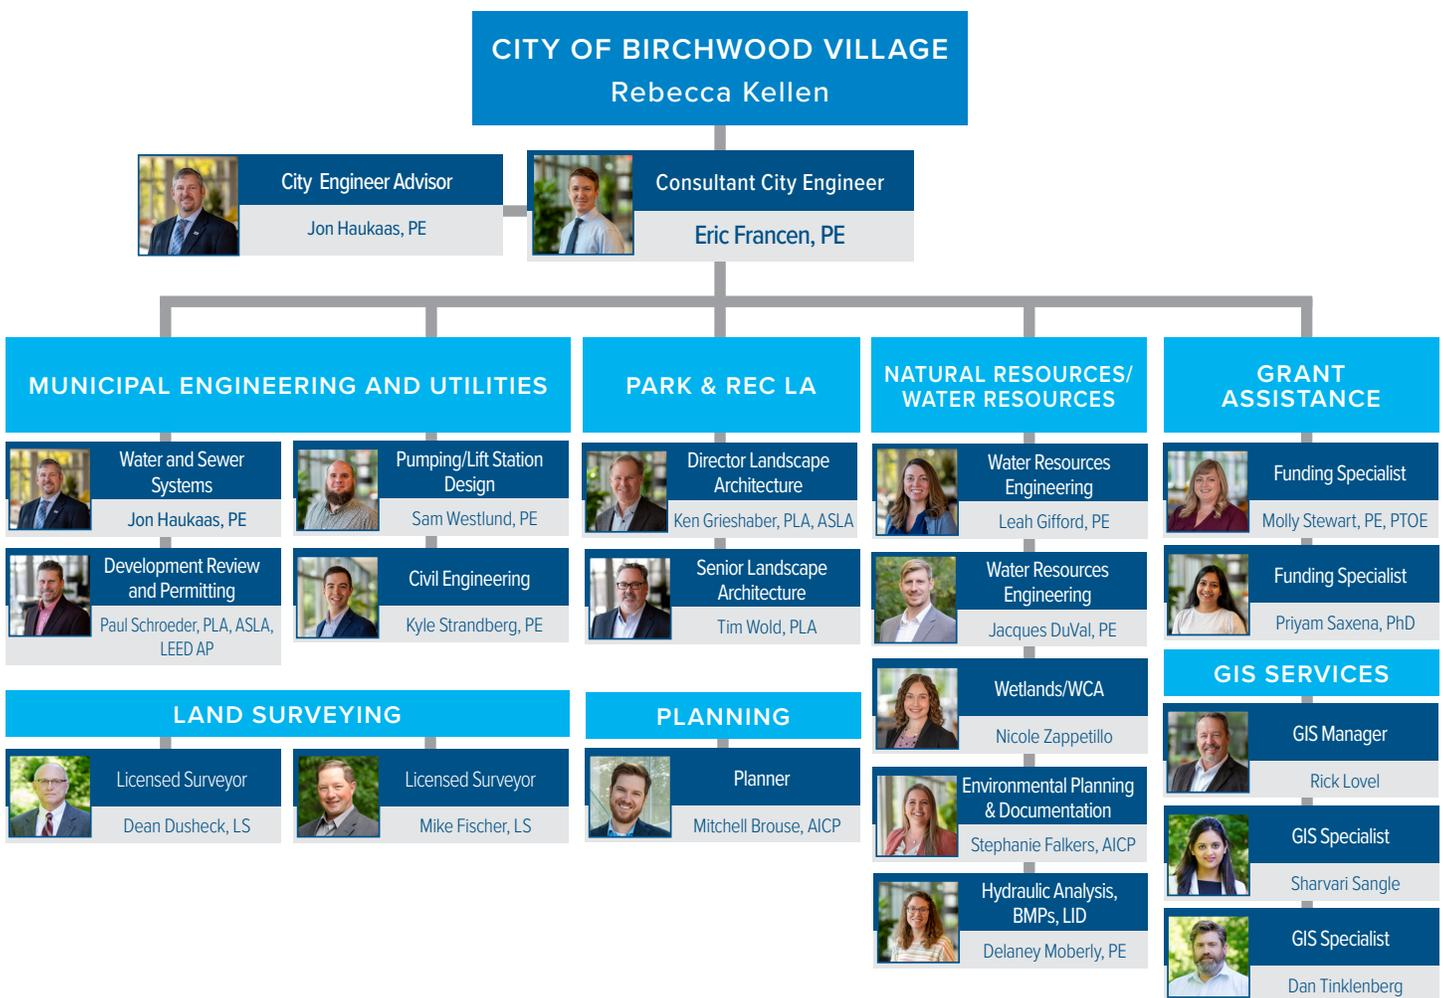 CITY OF BIRCHWOOD VILLAGE
Rebecca Kellen
City Engineer Advisor
Jon Haukaas, PE
Consultant City Engineer
Eric Francen, PE
MUNICIPAL ENGINEERING AND UTILITIES
Water and Sewer
Systems
Jon Haukaas, PE
Pumping/Lift Station
Design
Sam Westlund, PE
Development Review
and Permitting
Paul Schroeder, PLA, ASLA,
LEED AP
Civil Engineering
Kyle Strandberg, PE
LAND SURVEYING
Licensed Surveyor
Dean Dusheck, LS
Licensed Surveyor
Mike Fischer, LS
PARK & REC LA
Director Landscape
Architecture
Ken Grieshaber, PLA, ASLA
Senior Landscape
Architecture
Tim Wold, PLA
PLANNING
Planner
Mitchell Brouse, AICP
NATURAL RESOURCES/
WATER RESOURCES
Water Resources
Engineering
Leah Gifford, PE
Water Resources
Engineering
Jacques DuVal, PE
Wetlands/WCA
Nicole Zappetillo
Environmental Planning
& Documentation
Stephanie Falkers, AICP
Hydraulic Analysis,
BMPs, LID
Delaney Moberly, PE
GRANT
ASSISTANCE
Funding Specialist
Molly Stewart, PE, PTOE
Funding Specialist
Priyam Saxena, PhD
GIS SERVICES
GIS Manager
Rick Lovel
GIS Specialist
Sharvari Sangle
GIS Specialist
Dan Tinklenberg